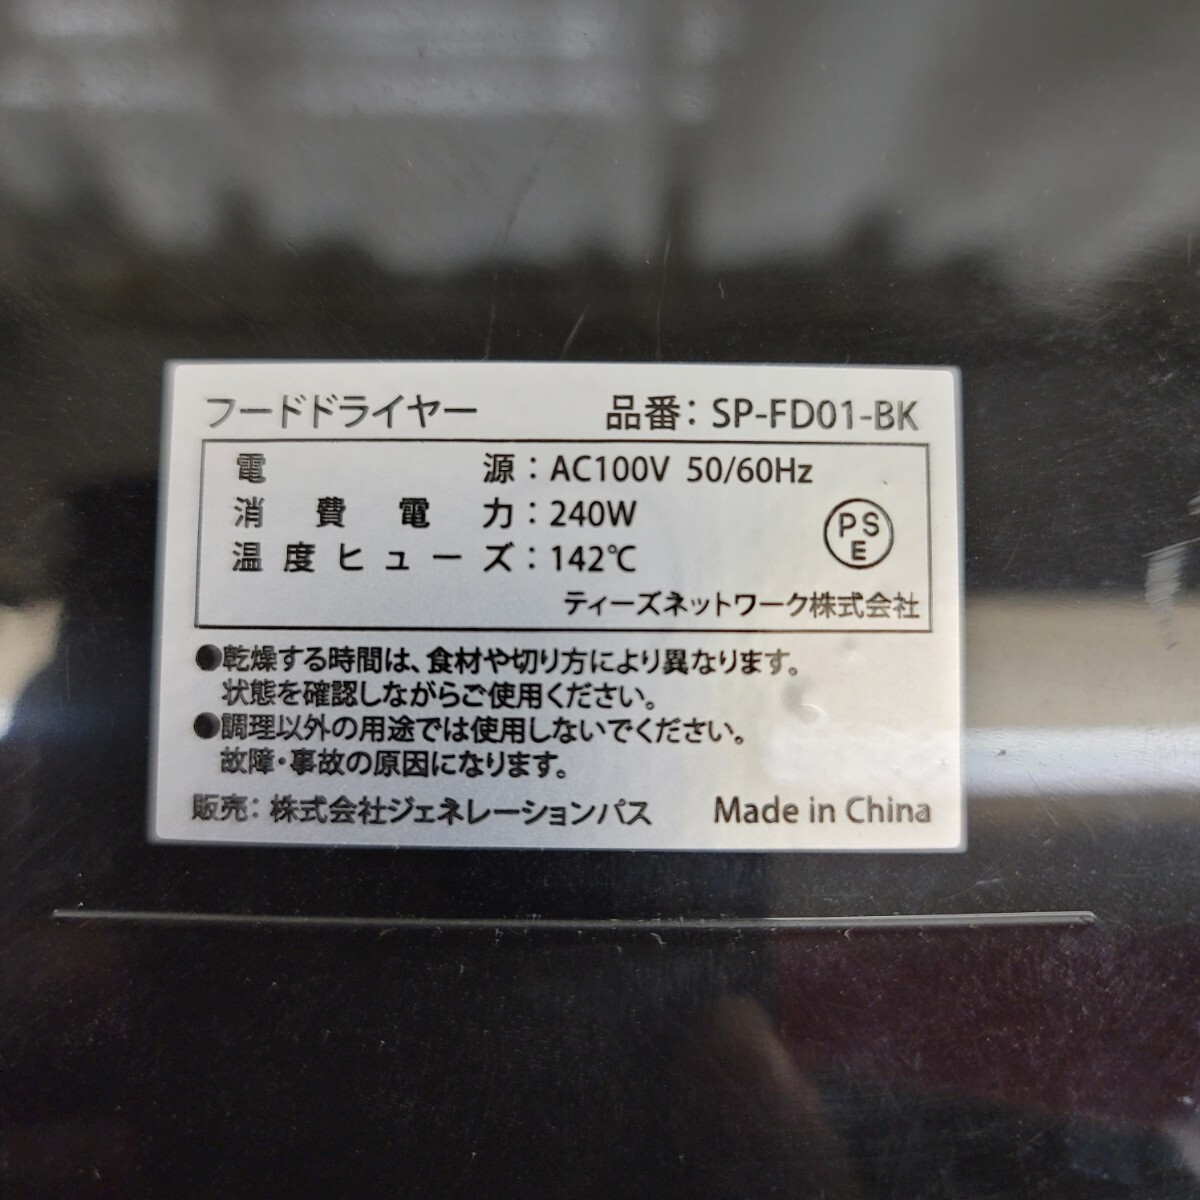 フードドライヤー 品番：SP-FD01-BK
電源：AC100V 50/60Hz
消費電力：240W
温度ヒューズ：142℃
PSE
ティーズネットワーク株式会社
●乾燥する時間は、食材や切り方により異なります。
状態を確認しながらご使用ください。
●調理以外の用途では使用しないでください。
故障・事故の原因になります。
販売：株式会社ジェネレーションパス Made in China